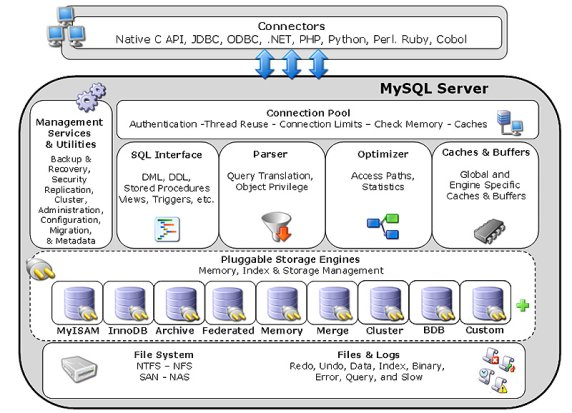 Connectors
Native C API, JDBC, ODBC, .NET, PHP, Python, Perl. Ruby, Cobol
MySQL Server
Management
Services
& Utilities
Backup &
Recovery,
Security
Replication,
Cluster,
Administration,
Configuration,
Migration,
& Metadata
Connection Pool
Authentication -Thread Reuse - Connection Limits – Check Memory - Caches
SQL Interface
DML, DDL,
Stored Procedures
Views, Triggers, etc.
Parser
Query Translation,
Object Privilege
Optimizer
Access Paths,
Statistics
Caches & Buffers
Global and
Engine Specific
Caches & Buffers
Pluggable Storage Engines
Memory, Index & Storage Management
MyISAM
InnoDB
Archive
Federated
Memory
Merge
Cluster
BDB
Custom
File System
NTFS – NFS
SAN - NAS
Files & Logs
Redo, Undo, Data, Index, Binary,
Error, Query, and Slow